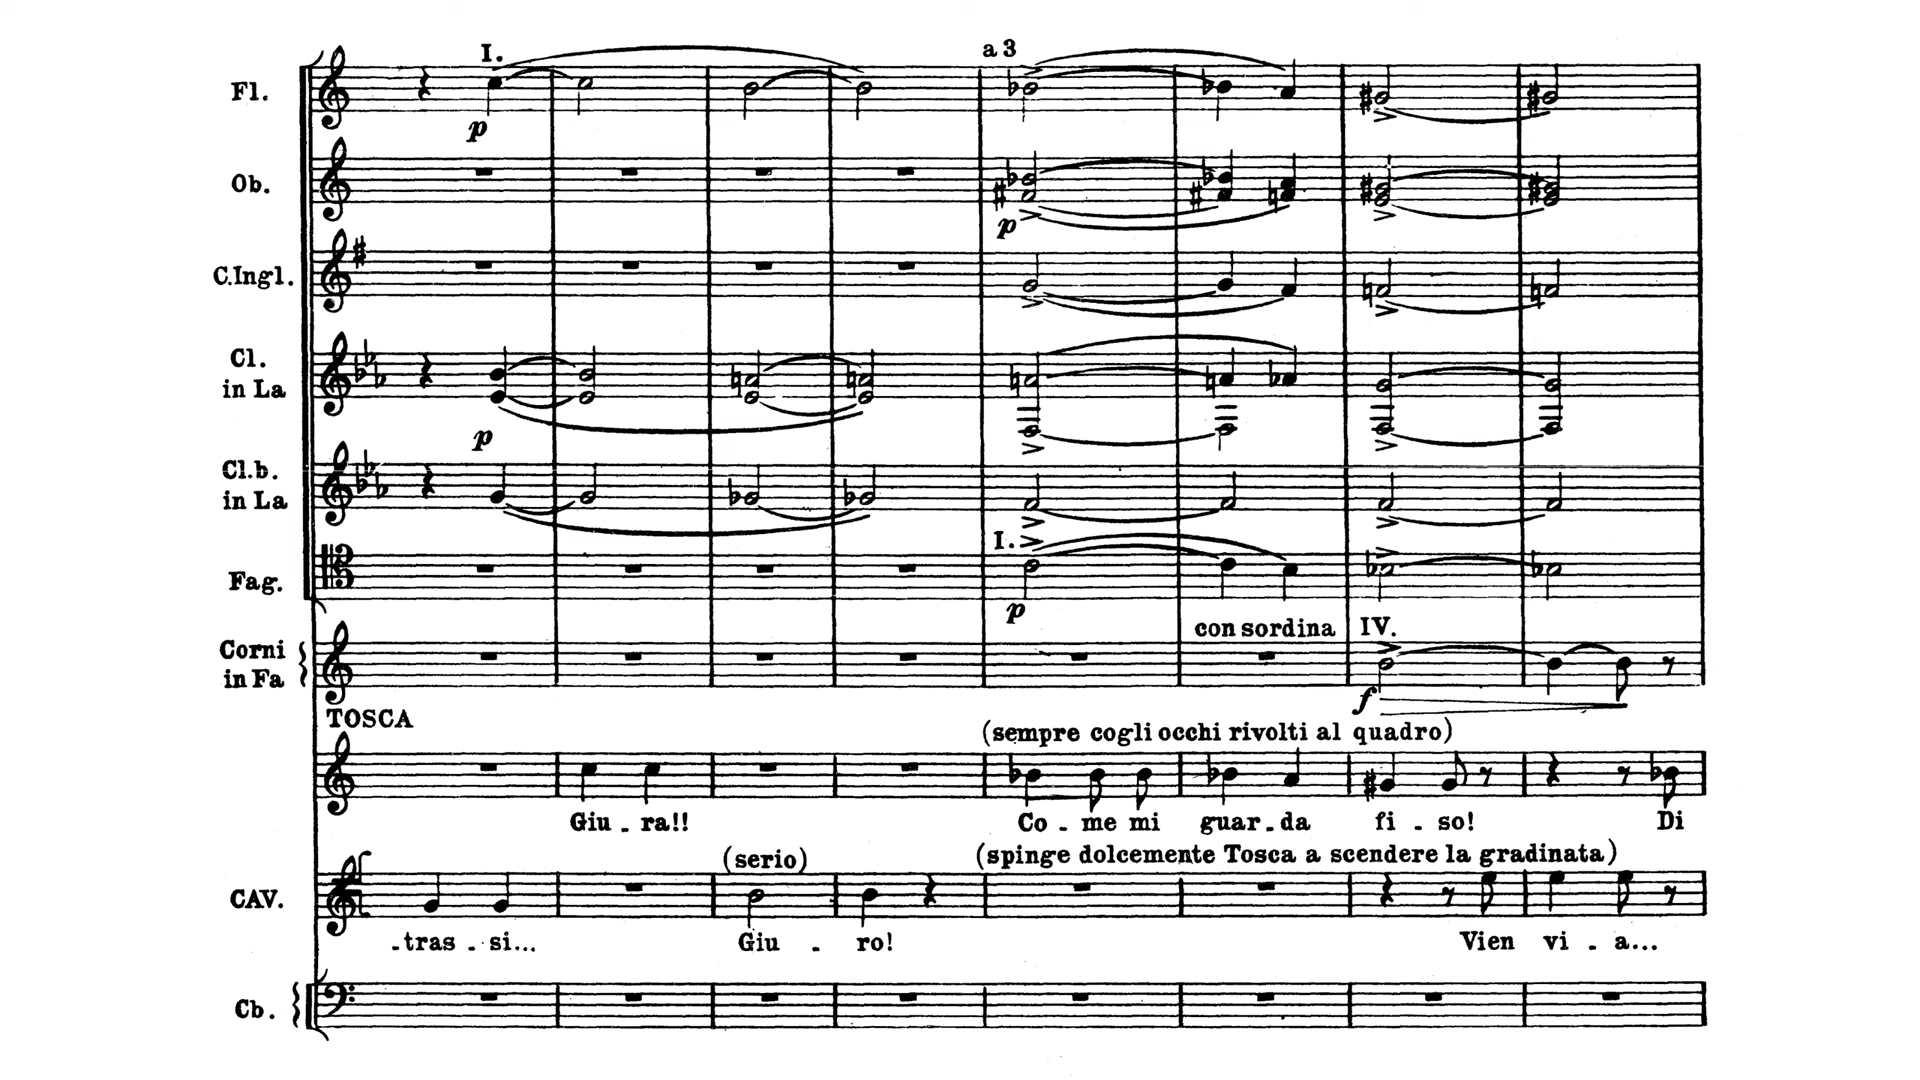 I. a 3
Fl.
p
Ob.
p
C.Ingl.
Cl.
in La
p
Cl.b.
in La
I.
Fag.
p
con sordina IV.
Corni
in Fa
f
TOSCA
(sempre cogli occhi rivolti al quadro)
Giu - ra!! Co - me mi guar - da fi - so! Di
(serio) (spinge dolcemente Tosca a scendere la gradinata)
CAV.
-tras - si... Giu - ro! Vien vi - a...
Cb.